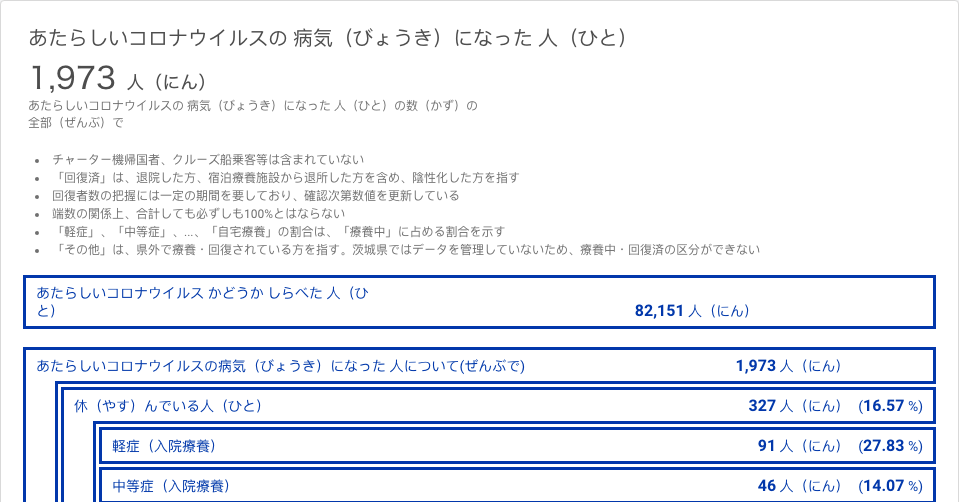 あたらしいコロナウイルスの 病気（びょうき）になった 人（ひと）
1,973 人（にん）
あたらしいコロナウイルスの 病気（びょうき）になった 人（ひと）の数（かず）の
全部（ぜんぶ）で
• チャーター機帰国者、クルーズ船乗客等は含まれていない
• 「回復済」は、退院した方、宿泊療養施設から退所した方を含め、陰性化した方を指す
• 回復者数の把握には一定の期間を要しており、確認次第数値を更新している
• 端数の関係上、合計しても必ずしも100%とはならない
• 「軽症」、「中等症」、...、「自宅療養」の割合は、「療養中」に占める割合を示す
• 「その他」は、県外で療養・回復されている方を指す。茨城県ではデータを管理していないため、療養中・回復済の区分ができない
あたらしいコロナウイルス かどうか しらべた 人（ひ
と） 82,151 人（にん）
あたらしいコロナウイルスの病気（びょうき）になった 人について(ぜんぶで) 1,973 人（にん）
休（やす）んでいる人（ひと） 327 人（にん） (16.57 %)
軽症（入院療養） 91 人（にん） (27.83 %)
中等症（入院療養） 46 人（にん） (14.07 %)